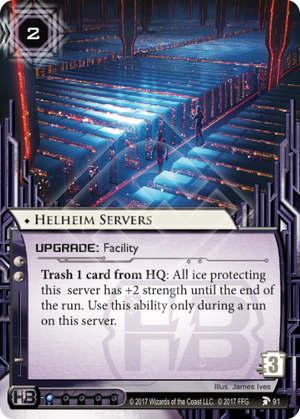 2
◆ Helheim Servers
UPGRADE: Facility
Trash 1 card from HQ: All ice protecting
this server has +2 strength until the end of
the run. Use this ability only during a run
on this server.
3
HB
Illus. James Ives
HB
© 2017 Wizards of the Coast LLC. © 2017 FFG 91